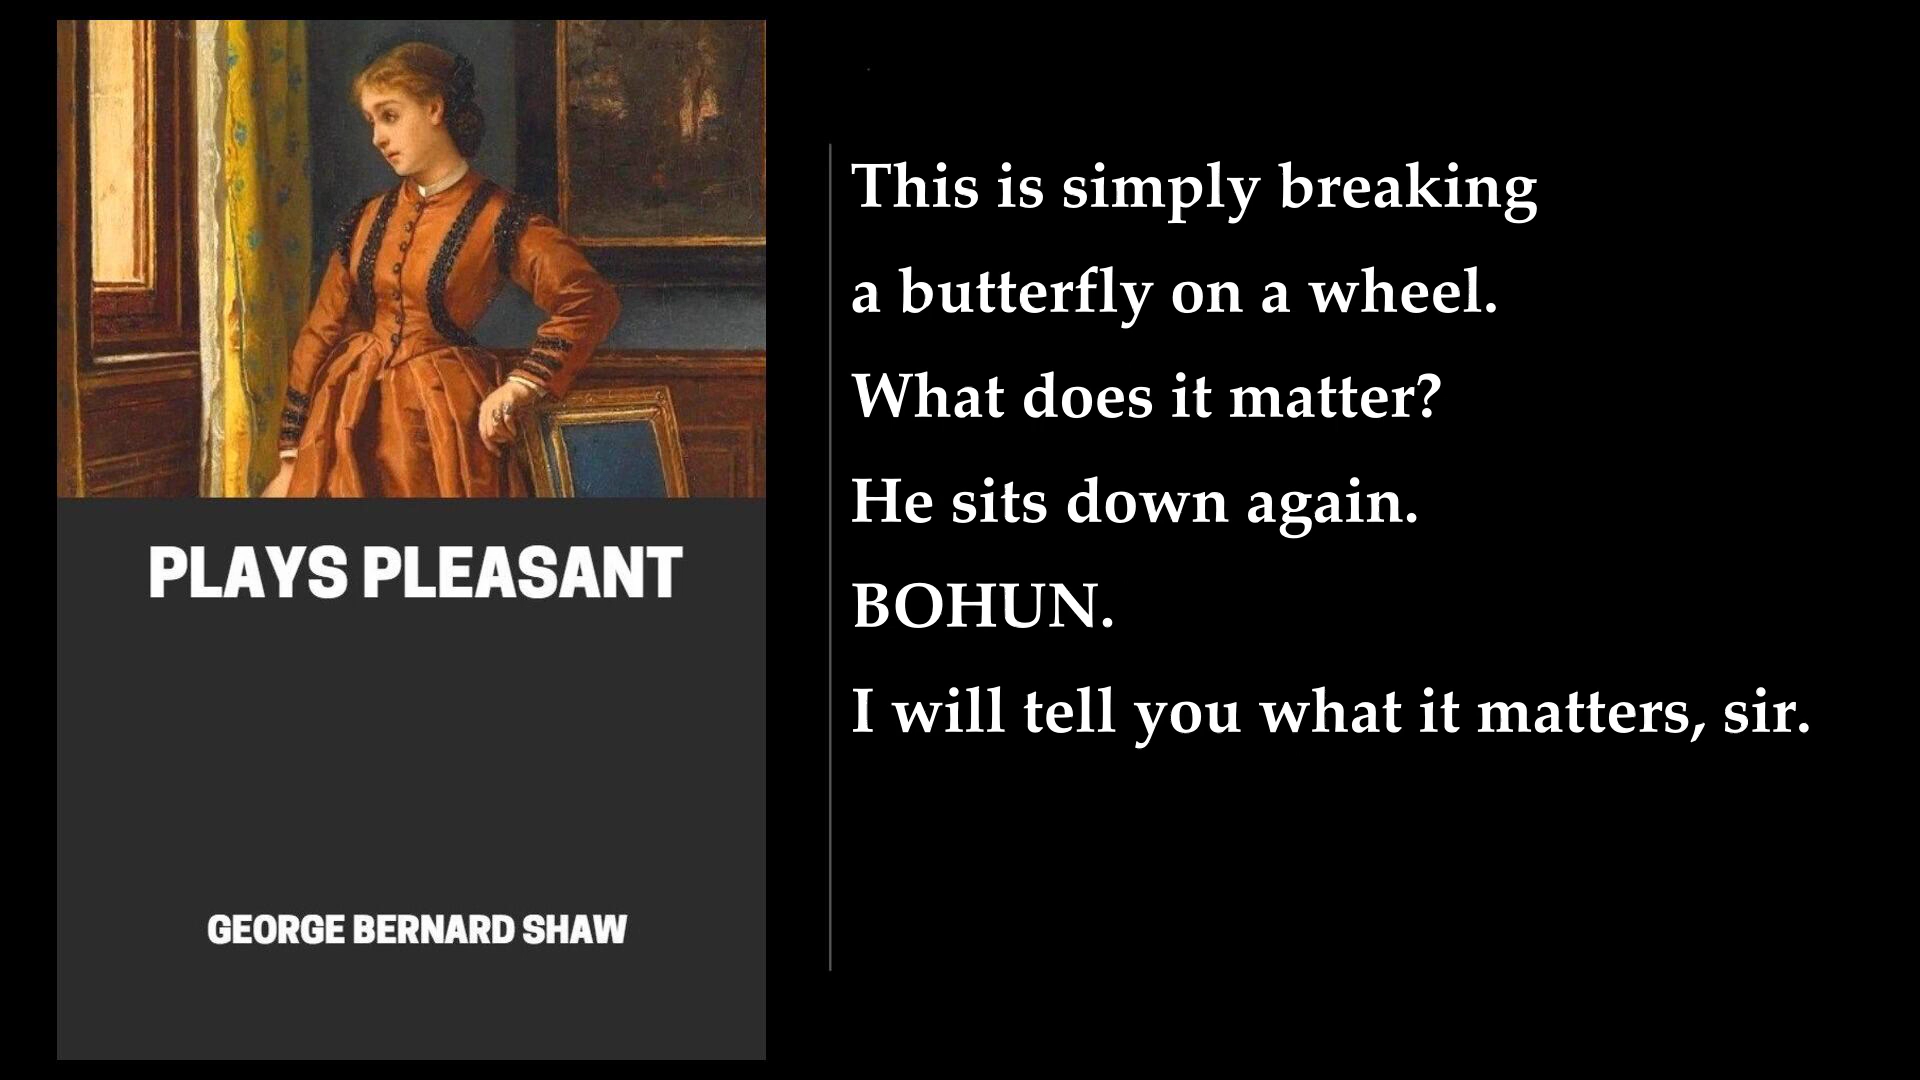 PLAYS PLEASANT
GEORGE BERNARD SHAW
This is simply breaking
a butterfly on a wheel.
What does it matter?
He sits down again.
BOHUN.
I will tell you what it matters, sir.